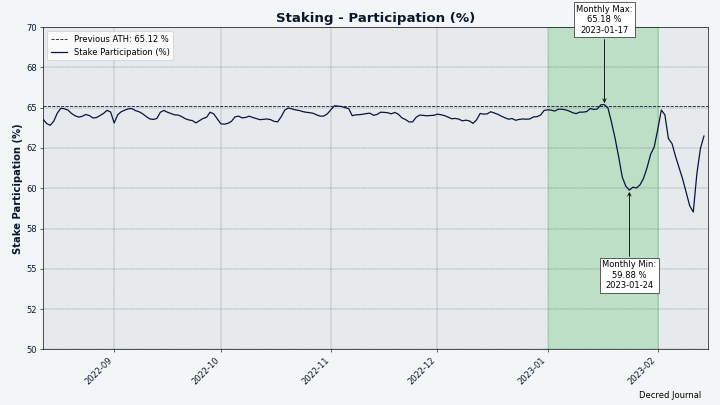 Staking - Participation (%)
Monthly Max:
65.18 %
2023-01-17
Previous ATH: 65.12 %
Stake Participation (%)
70
68
65
62
60
58
55
52
50
Stake Participation (%)
Monthly Min:
59.88 %
2023-01-24
2022-09
2022-10
2022-11
2022-12
2023-01
2023-02
Decred Journal